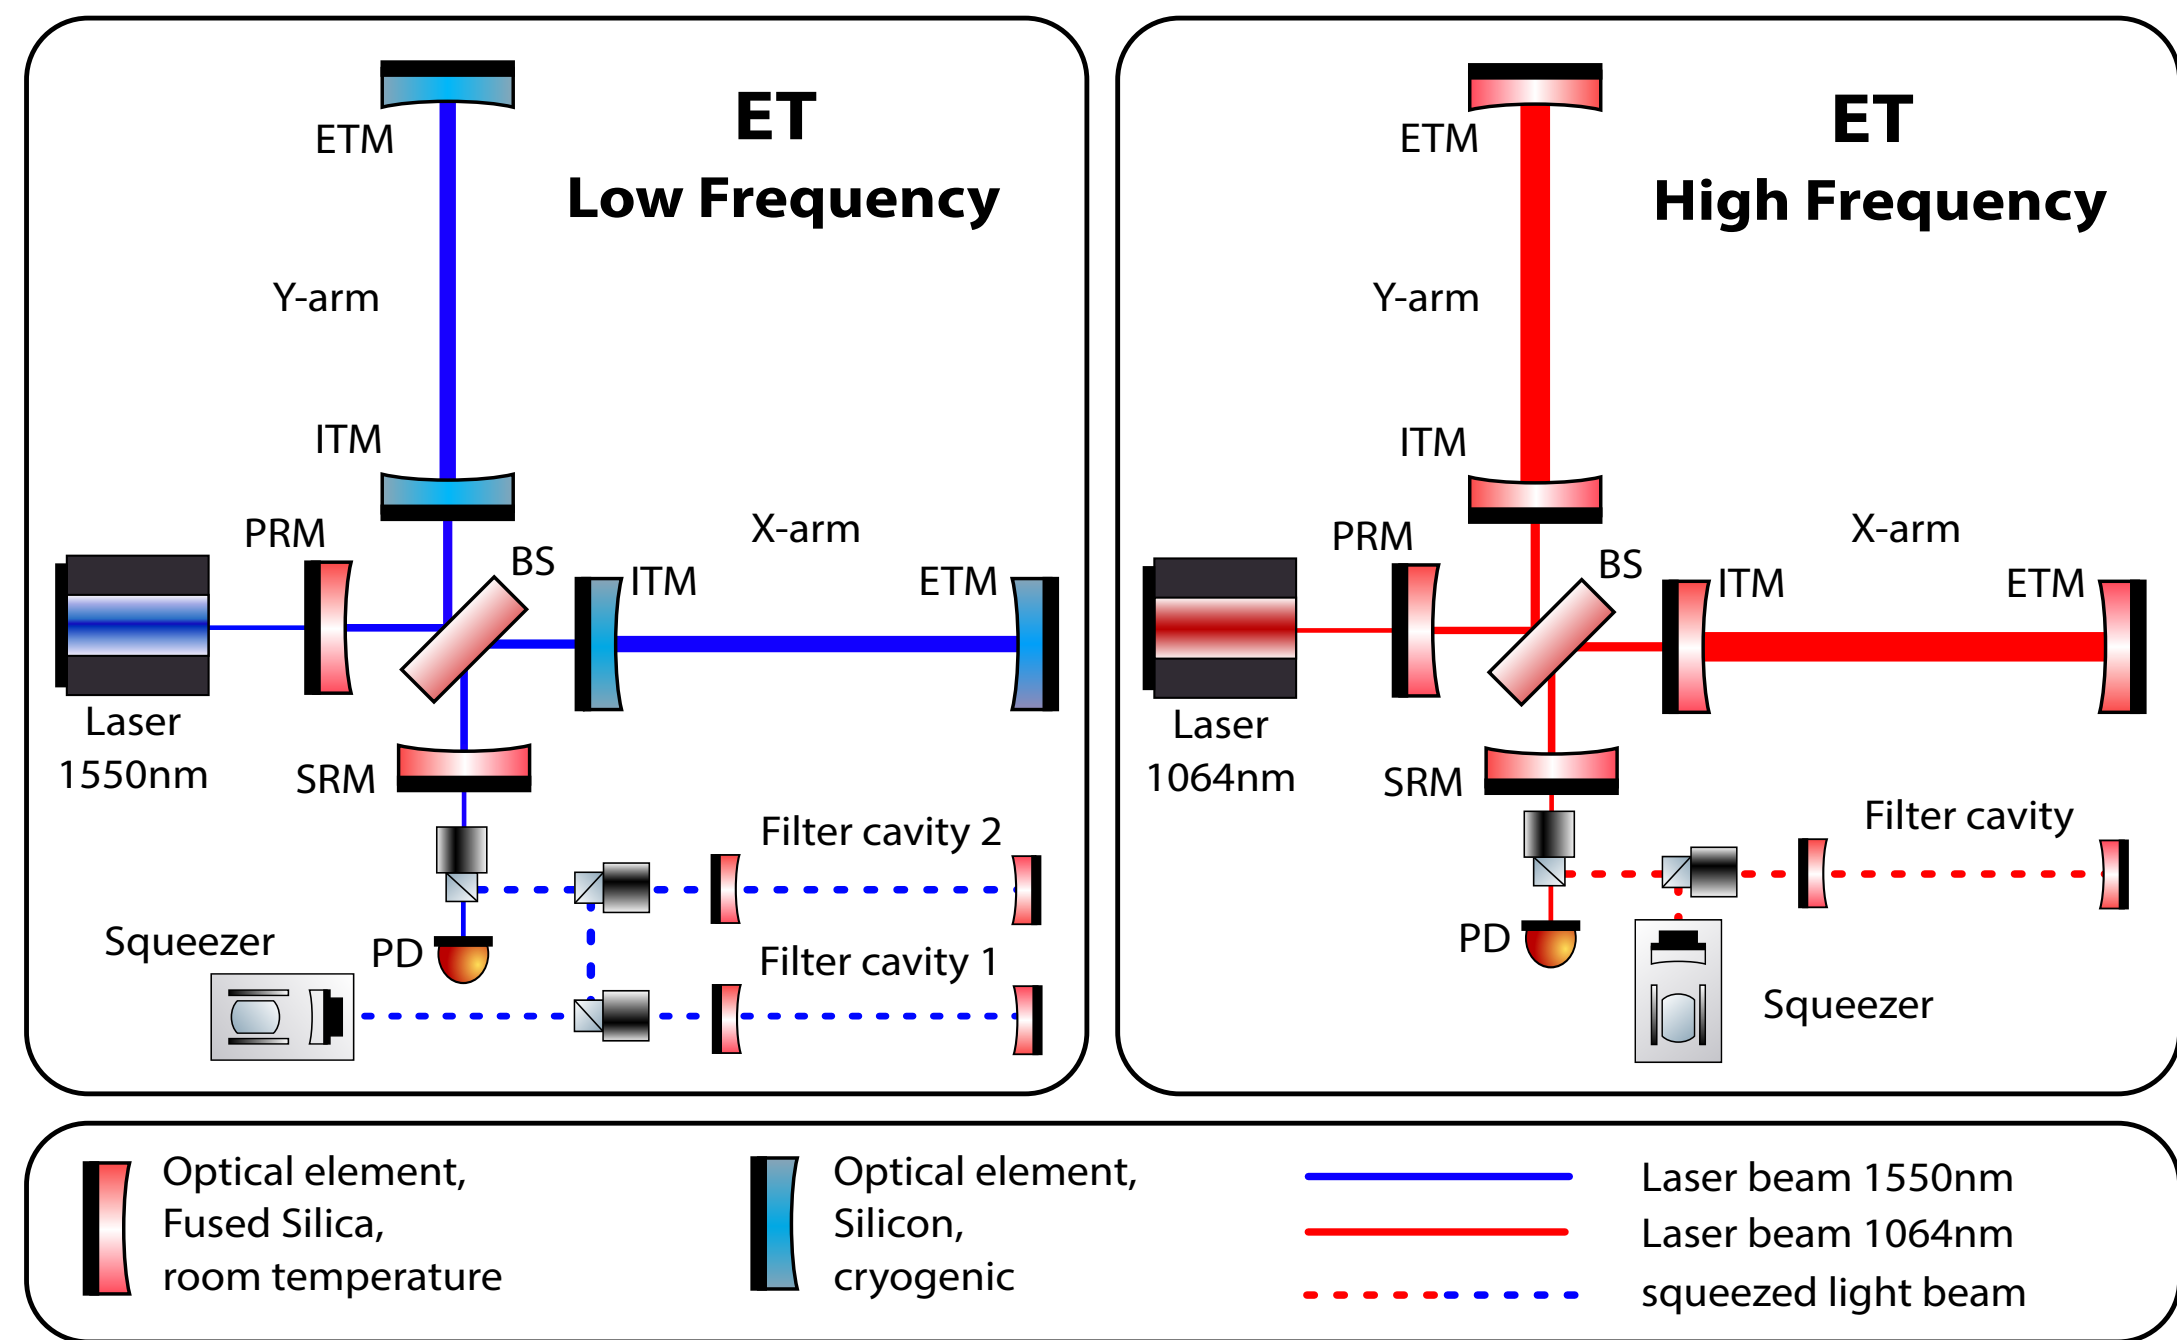 ET
Low Frequency
ETM
Y-arm
ITM
PRM
BS
X-arm
ITM
ETM
Laser
1550nm
SRM
Filter cavity 2
Squeezer
PD
Filter cavity 1
ET
High Frequency
ETM
Y-arm
ITM
PRM
BS
X-arm
ITM
ETM
Laser
1064nm
SRM
Filter cavity
PD
Squeezer
Optical element,
Fused Silica,
room temperature
Optical element,
Silicon,
cryogenic
Laser beam 1550nm
Laser beam 1064nm
squeezed light beam